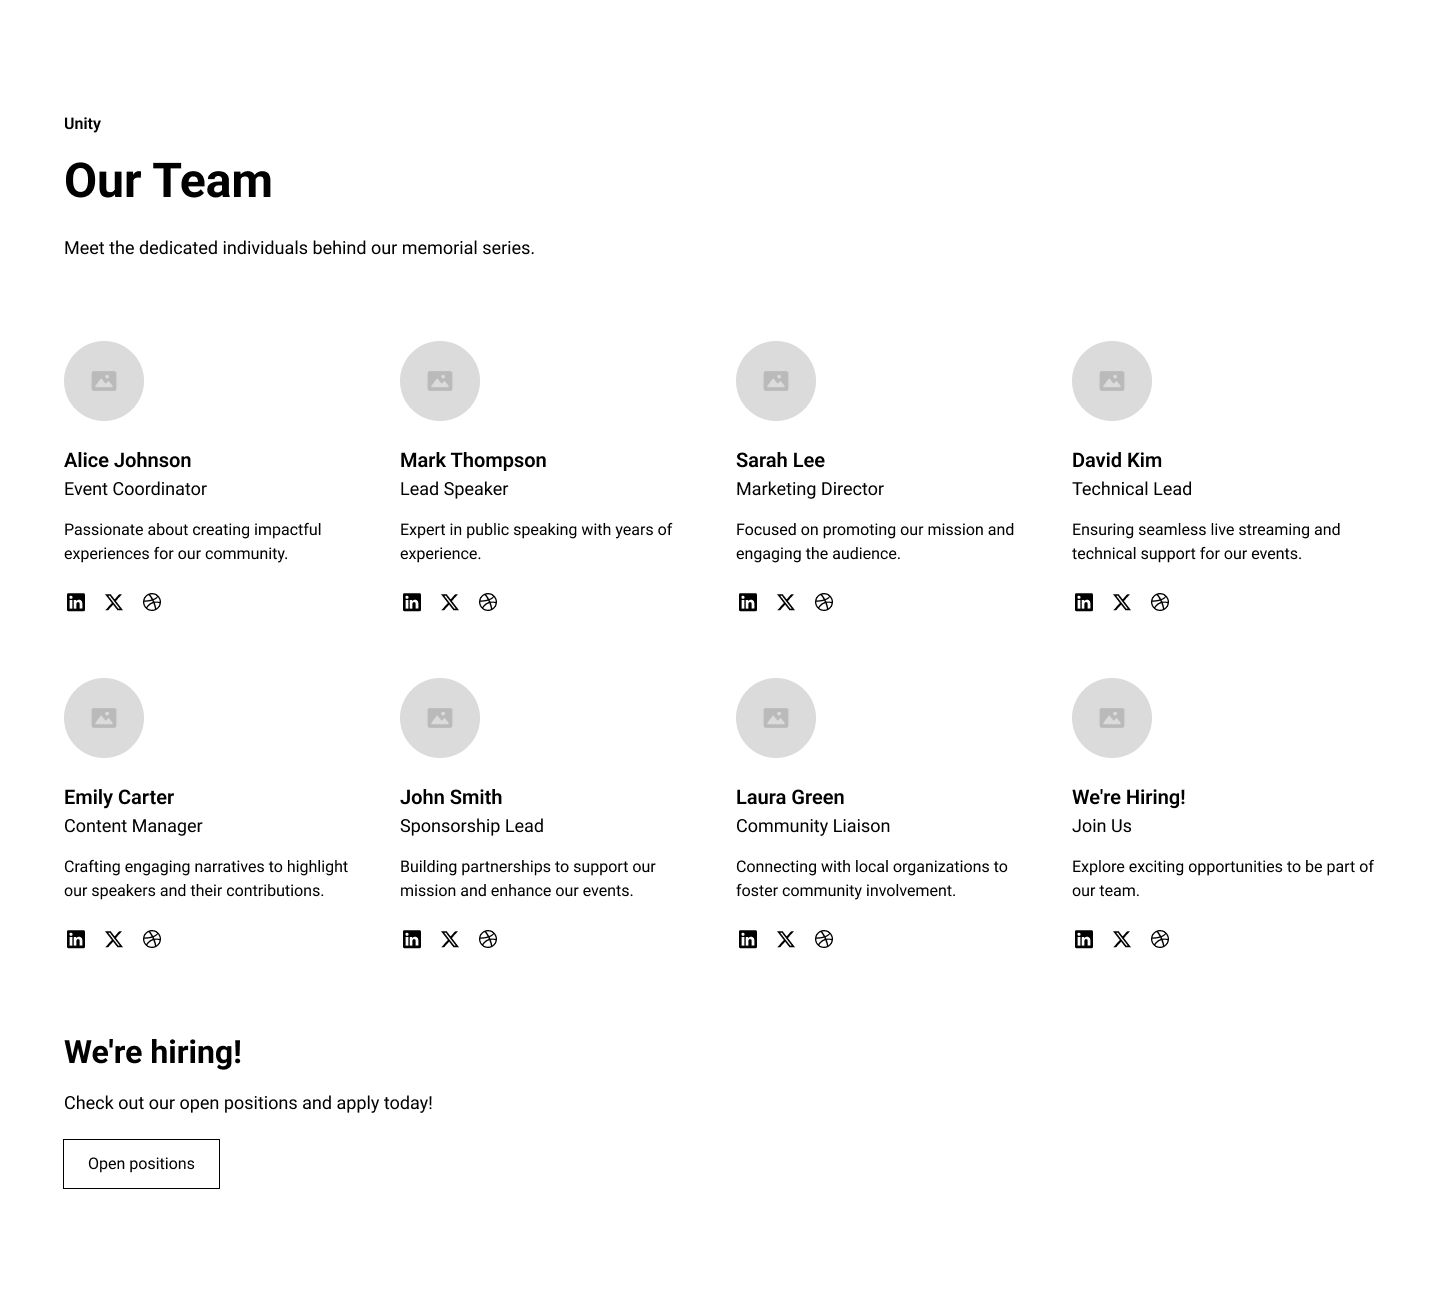 Unity
Our Team
Meet the dedicated individuals behind our memorial series.
Alice Johnson
Event Coordinator
Passionate about creating impactful
experiences for our community.
Mark Thompson
Lead Speaker
Expert in public speaking with years of
experience.
Sarah Lee
Marketing Director
Focused on promoting our mission and
engaging the audience.
David Kim
Technical Lead
Ensuring seamless live streaming and
technical support for our events.
Emily Carter
Content Manager
Crafting engaging narratives to highlight
our speakers and their contributions.
John Smith
Sponsorship Lead
Building partnerships to support our
mission and enhance our events.
Laura Green
Community Liaison
Connecting with local organizations to
foster community involvement.
We're Hiring!
Join Us
Explore exciting opportunities to be part of
our team.
We're hiring!
Check out our open positions and apply today!
Open positions